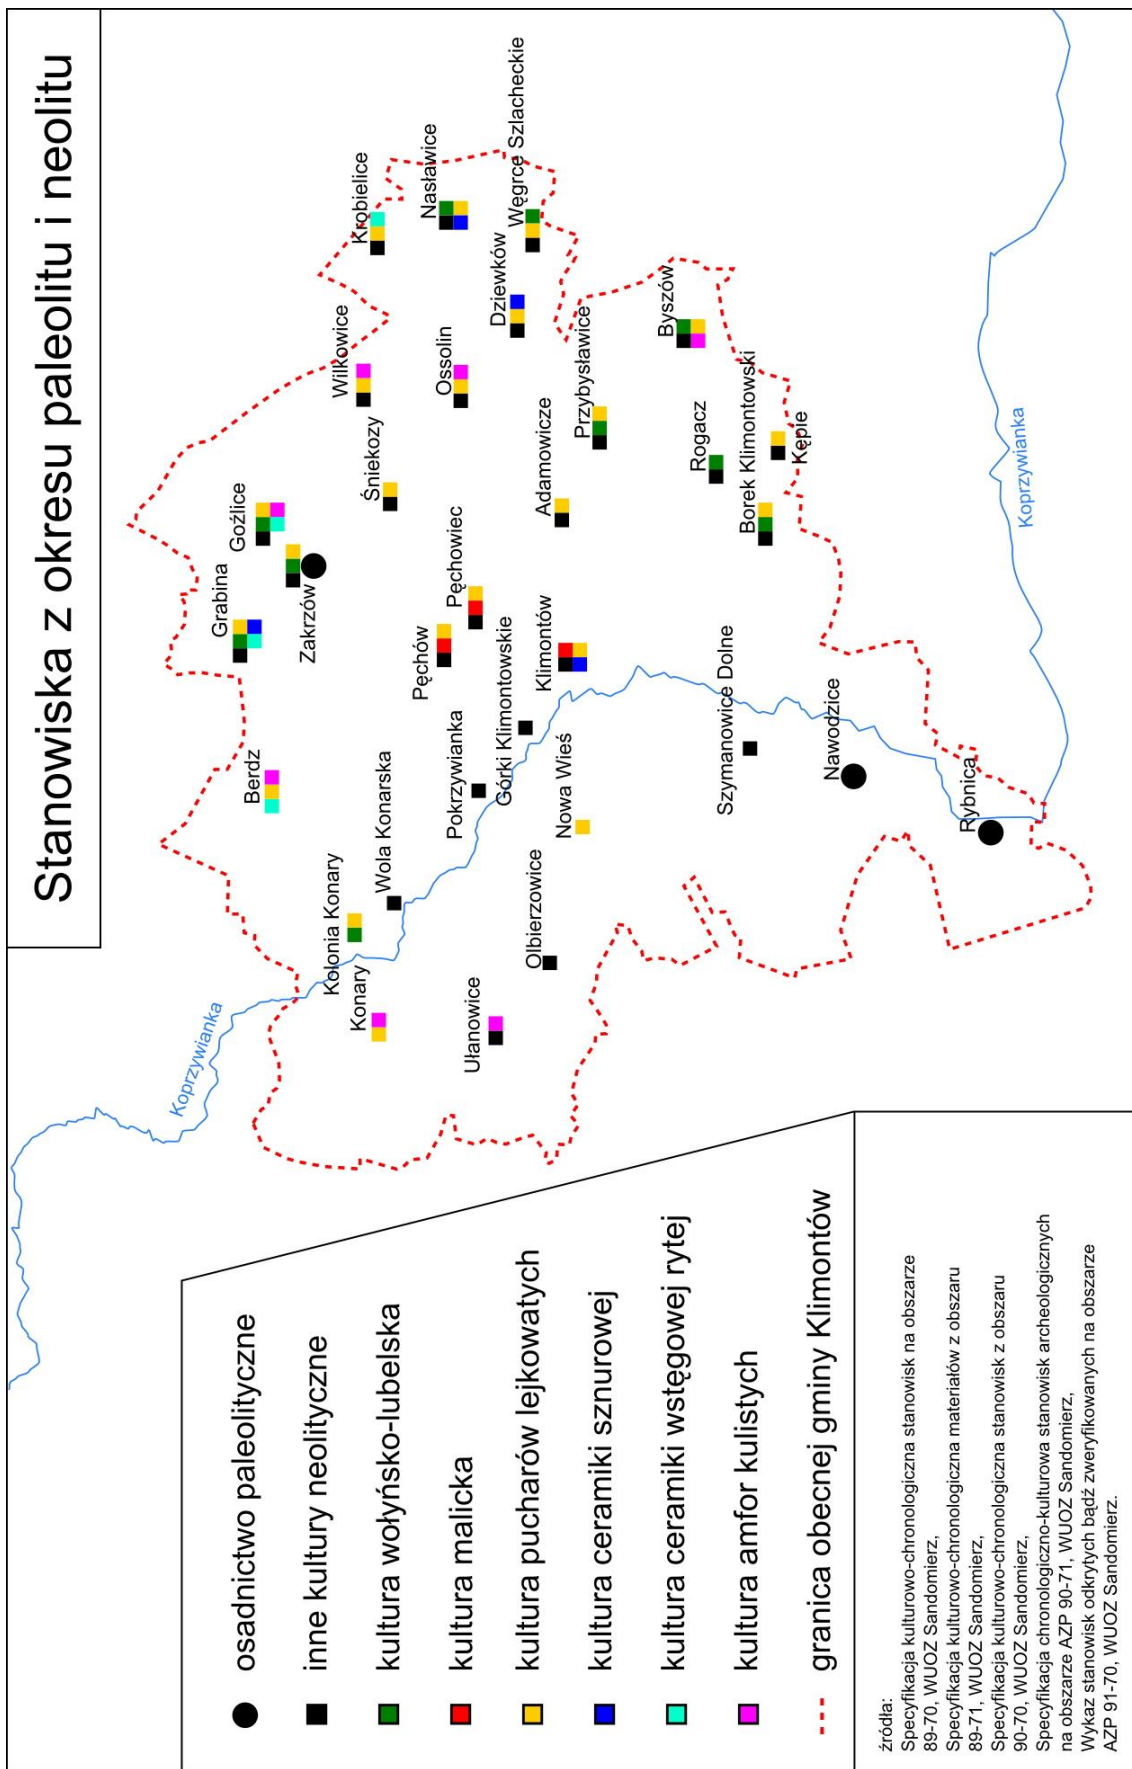 Stanowiska z okresu paleolitu i neolitu
Koprzywianka
Grabina
Goźlice
Zakrzów
Berdz
Wilkowice
Krobielice
Śniekozy
Nasławice
Ossolin
Węgrce Szlacheckie
Dziewków
Kolonia Konary
Wola Konarska
Konary
Pęchów
Pęchowiec
Pokrzywianka
Górki Klimontowskie
Klimontów
Adamowicze
Przybysławice
Byszów
Rogacz
Borek Klimontowski
Kępie
Ułanowice
Olbierzowice
Nowa Wieś
Szymanowice Dolne
Nawodzice
Rybnica
Koprzywianka
osadnictwo paleolityczne
inne kultury neolityczne
kultura wołyńsko-lubelska
kultura malicka
kultura pucharów lejkowatych
kultura ceramiki sznurowej
kultura ceramiki wstęgowej rytej
kultura amfor kulistych
granica obecnej gminy Klimontów
źródła:
Specyfikacja kulturowo-chronologiczna stanowisk na obszarze
89-70, WUOZ Sandomierz,
Specyfikacja kulturowo-chronologiczna materiałów z obszaru
89-71, WUOZ Sandomierz,
Specyfikacja kulturowo-chronologiczna stanowisk z obszaru
90-70, WUOZ Sandomierz,
Specyfikacja chronologiczno-kulturowa stanowisk archeologicznych
na obszarze AZP 90-71, WUOZ Sandomierz,
Wykaz stanowisk odkrytych bądź zweryfikowanych na obszarze
AZP 91-70, WUOZ Sandomierz.